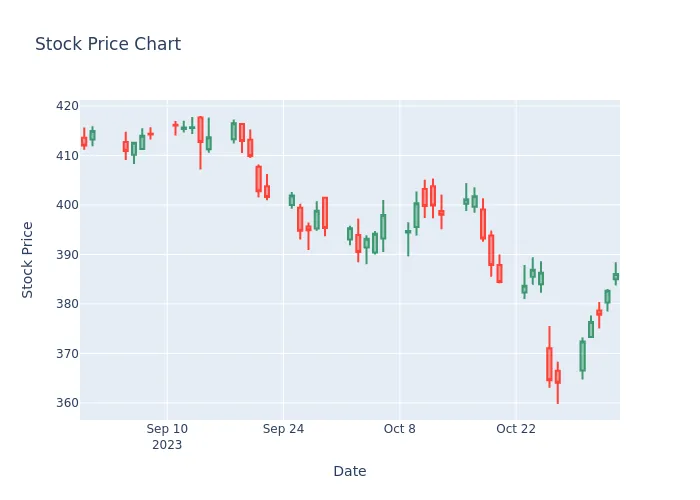 Stock Price Chart
420
410
400
390
380
370
360
Stock Price
Sep 10
2023
Sep 24
Oct 8
Oct 22
Date